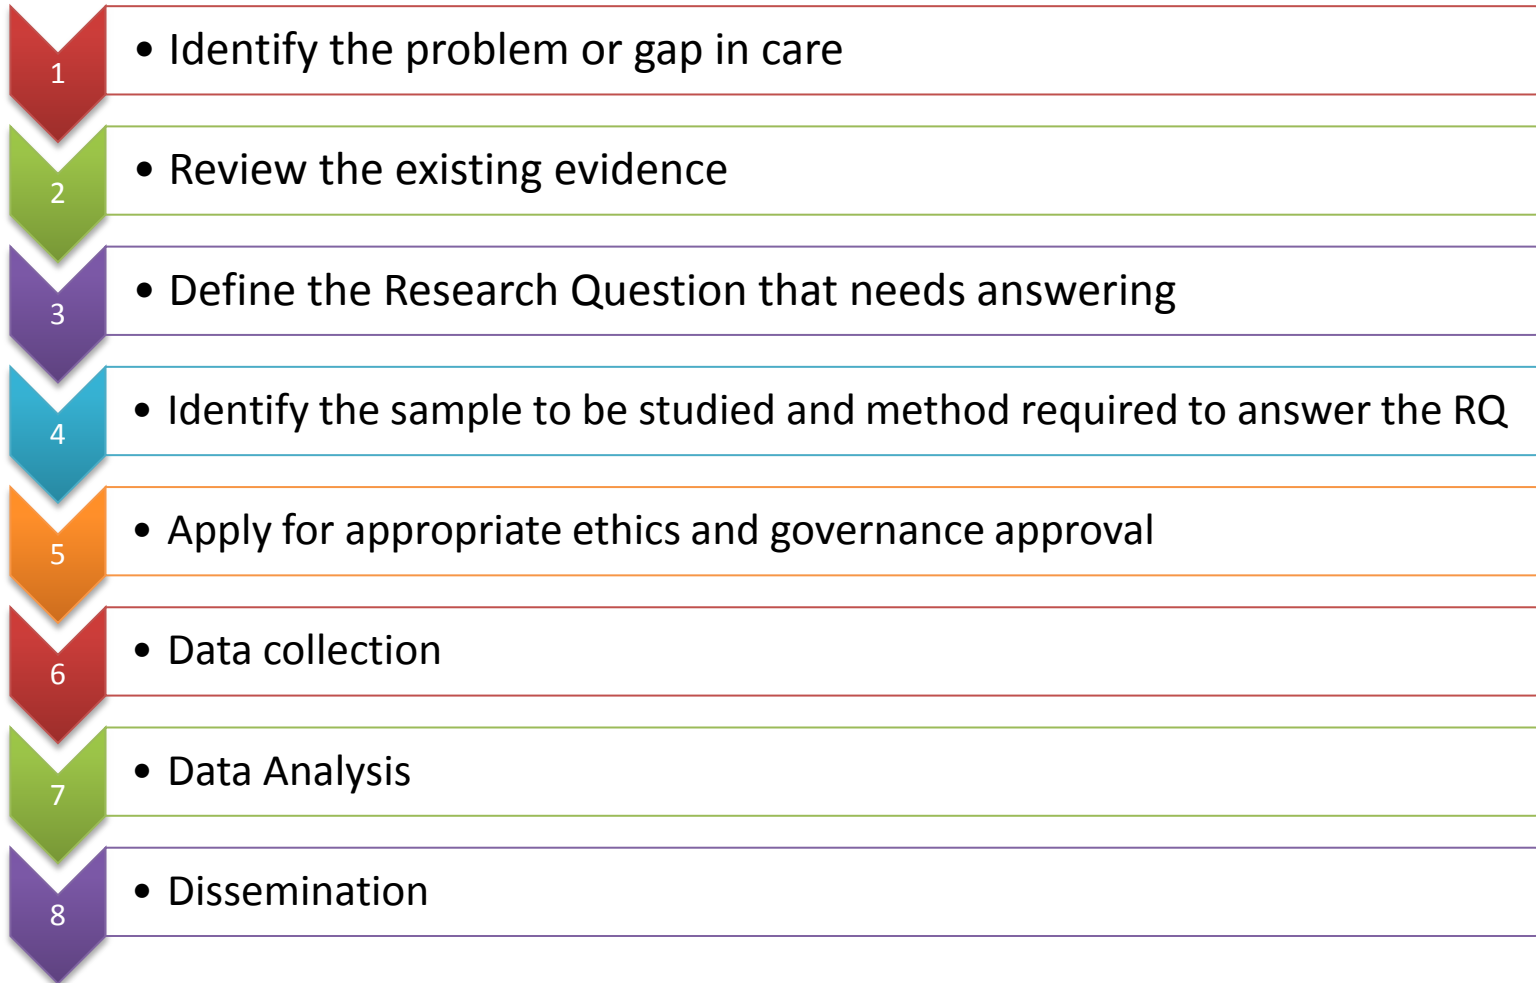 1
• Identify the problem or gap in care
2
• Review the existing evidence
3
• Define the Research Question that needs answering
4
• Identify the sample to be studied and method required to answer the RQ
5
• Apply for appropriate ethics and governance approval
6
• Data collection
7
• Data Analysis
8
• Dissemination